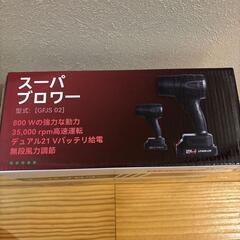 スーパ
ブロワー
型式:［GFJS 02］
800 Wの強力な動力
35,000 rpm高速運転
デュアル21 Vバッテリ給電
無段風力調節